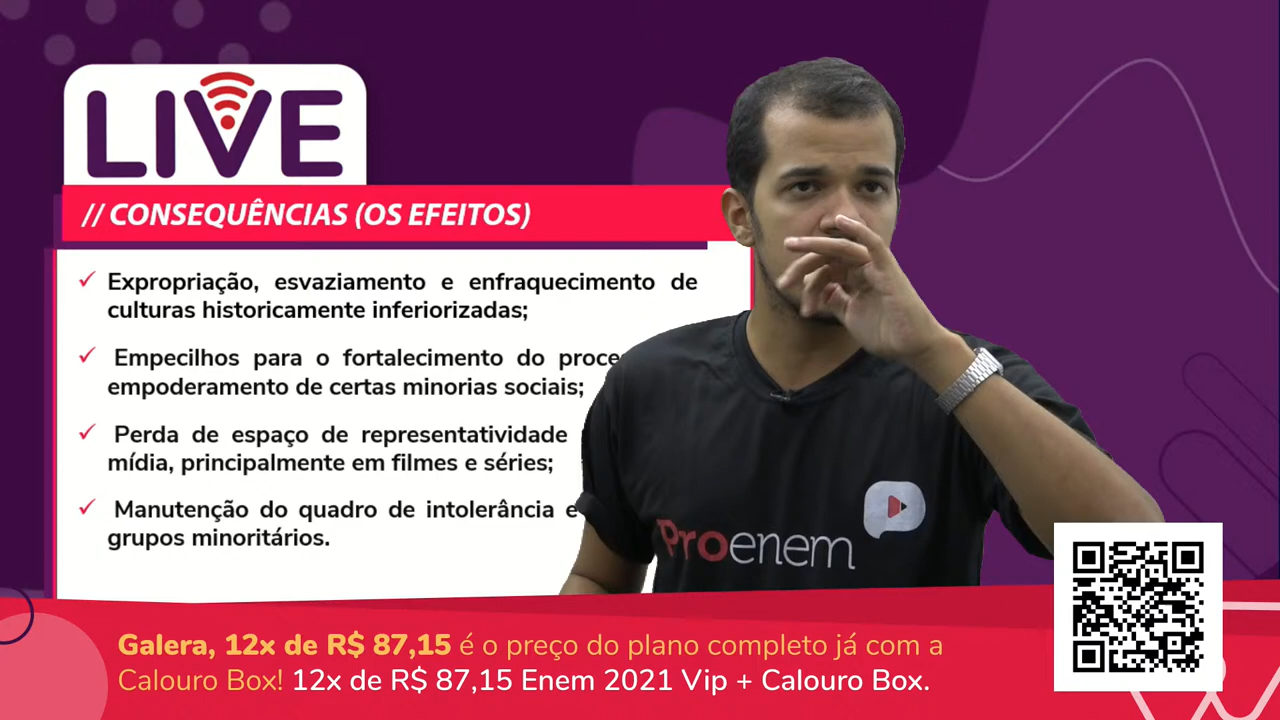 LIVE
// CONSEQUÊNCIAS (OS EFEITOS)
✓ Expropriação, esvaziamento e enfraquecimento de
culturas historicamente inferiorizadas;
✓ Empecilhos para o fortalecimento do
empoderamento de certas minorias sociais;
✓ Perda de espaço de representatividade
mídia, principalmente em filmes e séries;
✓ Manutenção do quadro de intolerância e
grupos minoritários.
Proenem
Galera, 12x de R$ 87,15 é o preço do plano completo já com a
Calouro Box! 12x de R$ 87,15 Enem 2021 Vip + Calouro Box.